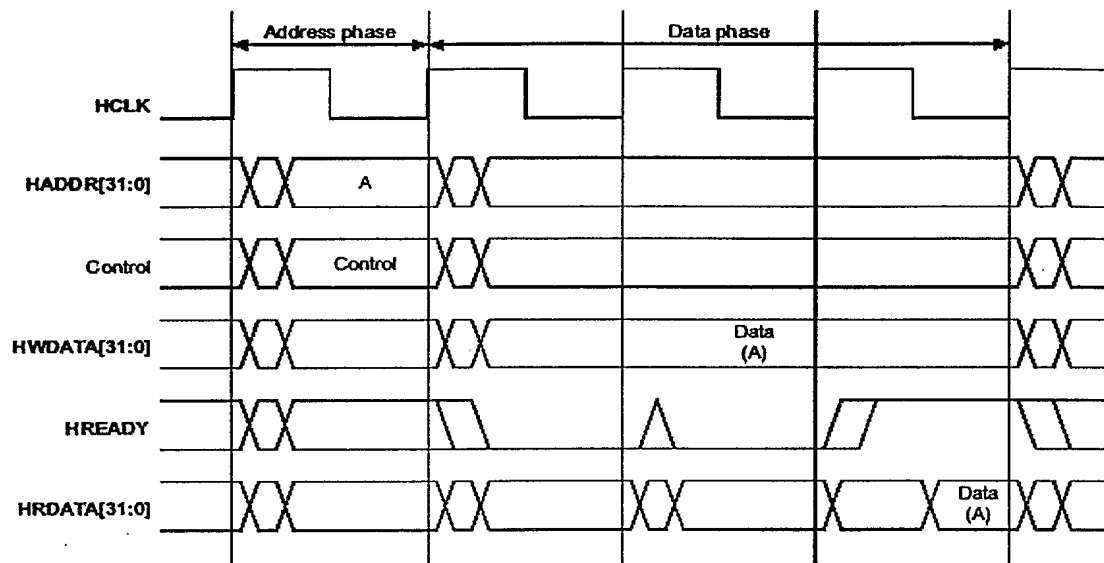 Address phase
Data phase
HCLK
HADDR[31:0]
A
Control
Control
HWDATA[31:0]
Data
(A)
HREADY
HRDATA[31:0]
Data
(A)